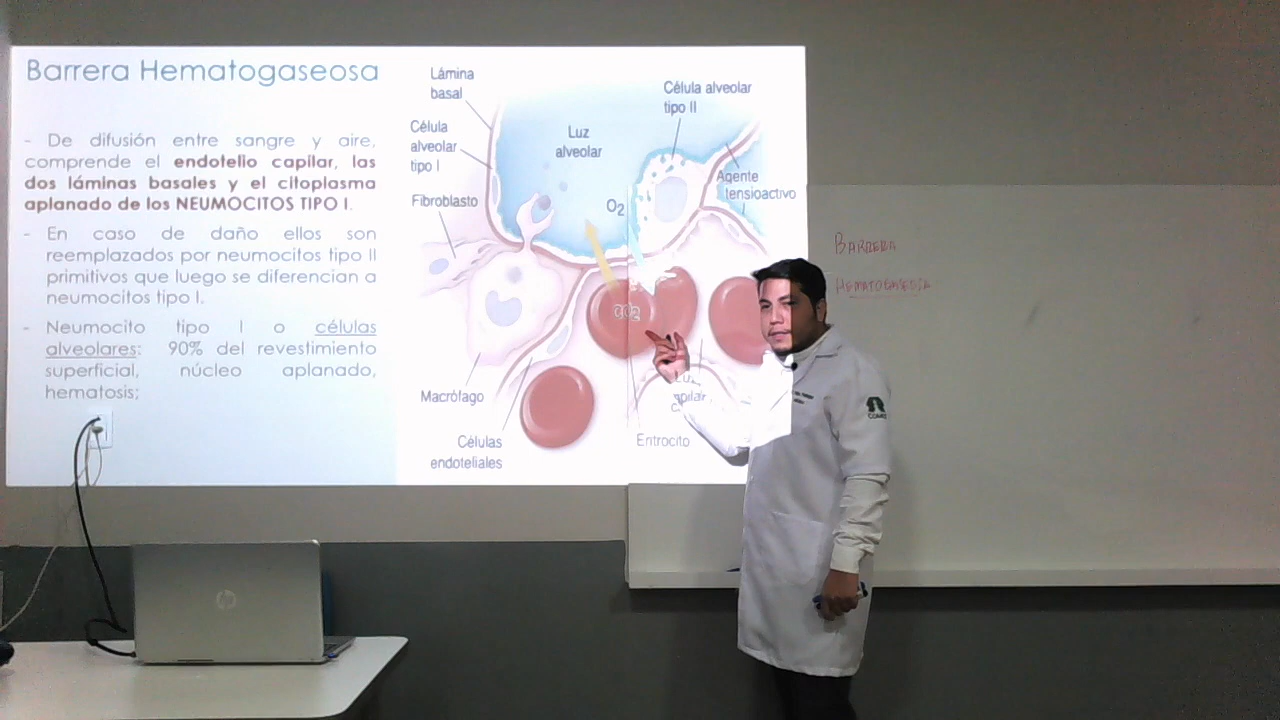 Barrera Hematogaseosa
- De difusión entre sangre y aire,
comprende el endotelio capilar, las
dos láminas basales y el citoplasma
aplanado de los NEUMOCITOS TIPO I.
- En caso de daño ellos son
reemplazados por neumocitos tipo II
primitivos que luego se diferencian a
neumocitos tipo I.
- Neumocito tipo I o células
alveolares: 90% del revestimiento
superficial, núcleo aplanado,
hematosis;
Lámina
basal
Célula
alveolar
tipo I
Fibroblasto
Luz
alveolar
Célula alveolar
tipo II
Agente
tensioactivo
O2
CO2
Macrófago
Células
endoteliales
Eritrocito
BARRERA
HEMATOGASEOSA
hp